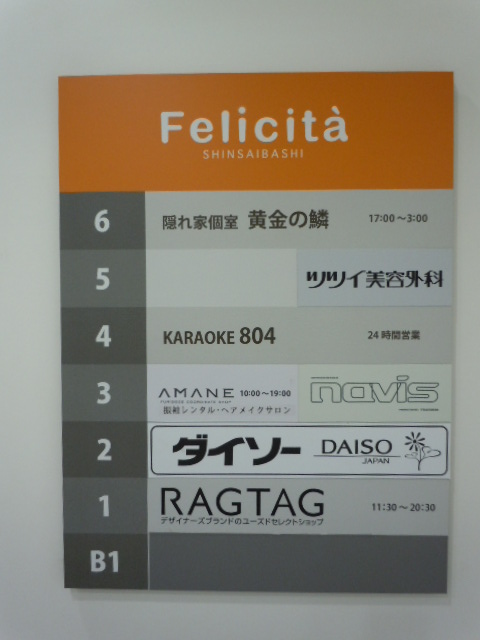 Felicità
SHINSAIBASHI
6 隠れ家個室 黄金の鱗 17:00～3:00
5 ツツイ美容外科
4 KARAOKE 804 24時間営業
3 AMANE 10:00～19:00 navis
振袖レンタル・ヘアメイクサロン
2 ダイソー DAISO
JAPAN
1 RAGTAG 11:30～20:30
デザイナーズブランドのユーズドセレクトショップ
B1